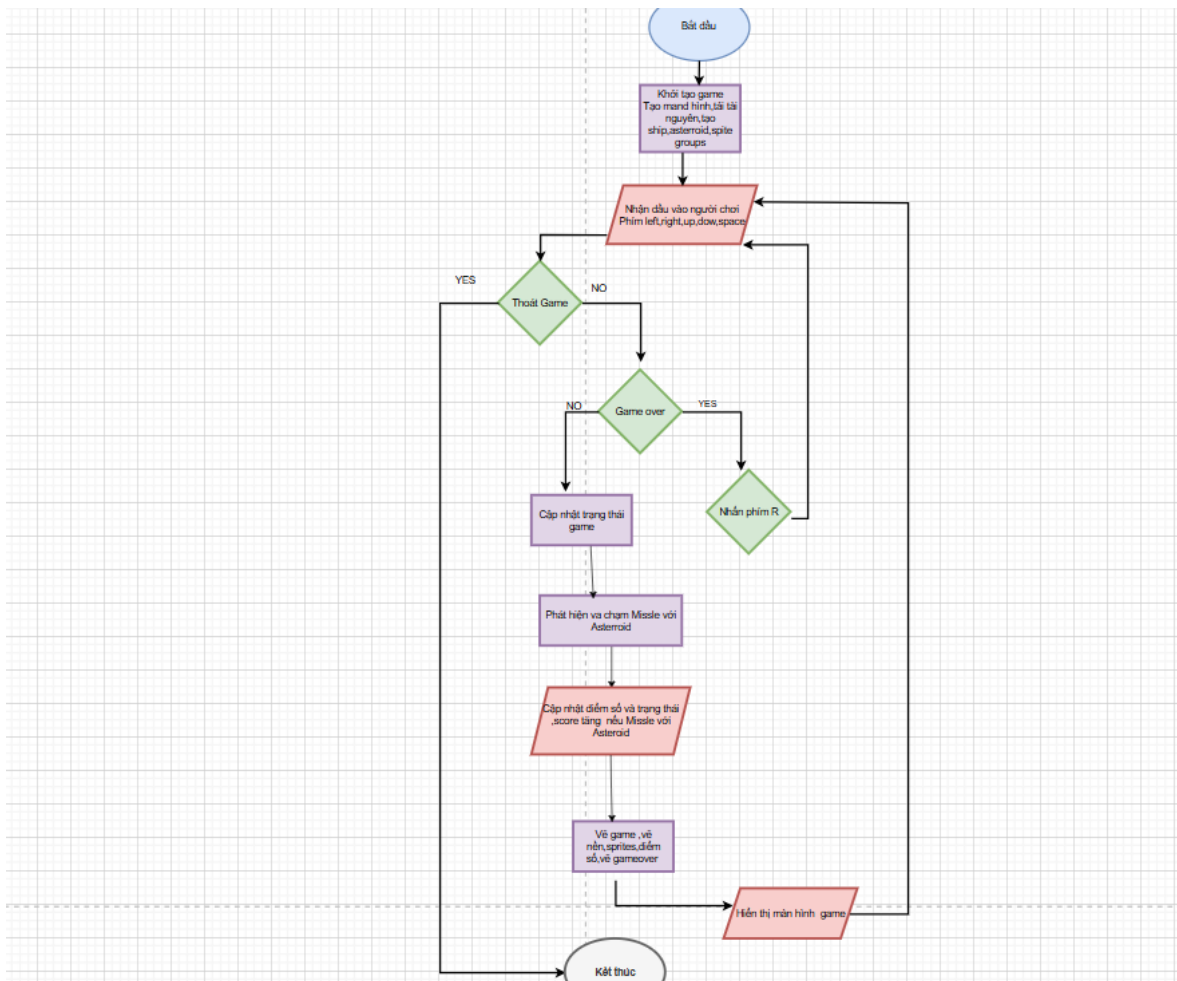 Bắt dầu
Khởi tạo game
Tạo mand hình,tải tài
nguyên,tạo
ship,asterroid,spite
groups
Nhận dầu vào người chơi
Phím left,right,up,dow,space
YES
NO
Thoát Game
Game over
NO
YES
Nhấn phím R
Cập nhật trạng thái
game
Phát hiện va chạm Missle với
Asterroid
Cập nhật điểm số và trạng thái
,score tăng nếu Missle với
Asteroid
Vẽ game ,vẽ
nền,sprites,điểm
số,vẽ gameover
Hiển thị màn hình game
Kết thúc